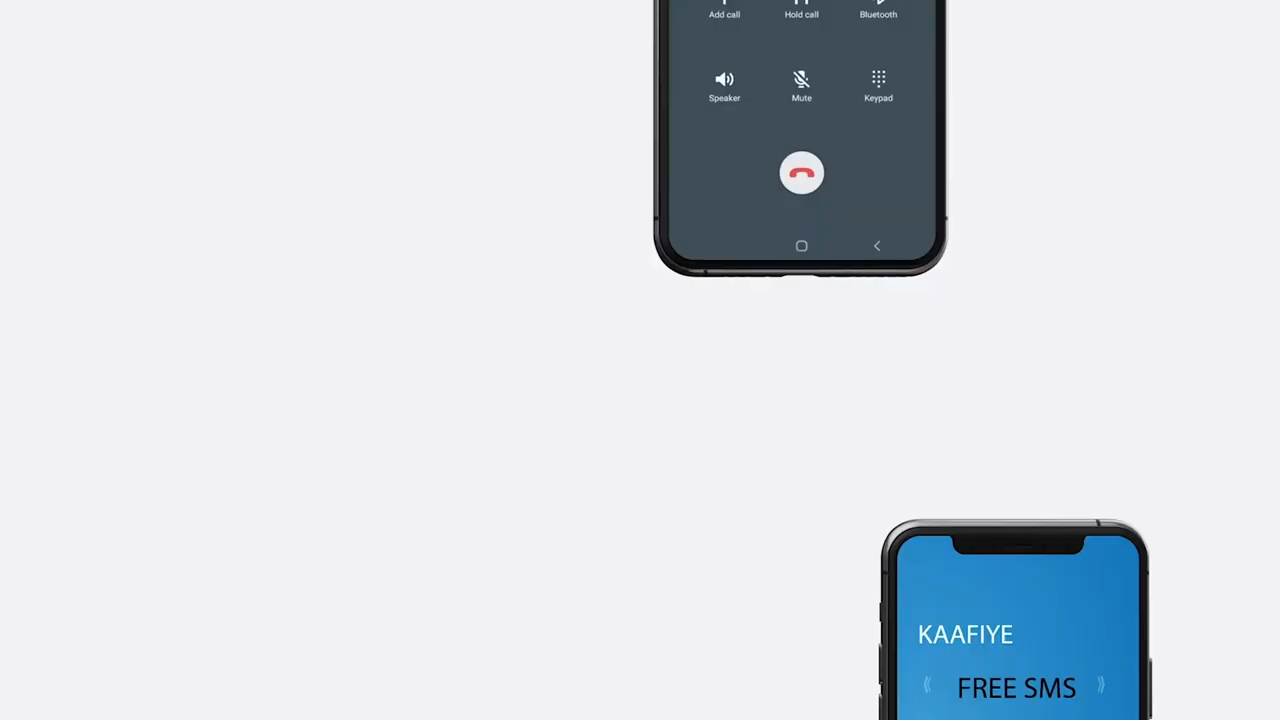 Add call Hold call Bluetooth
Speaker Mute Keypad
KAAFIYE
FREE SMS